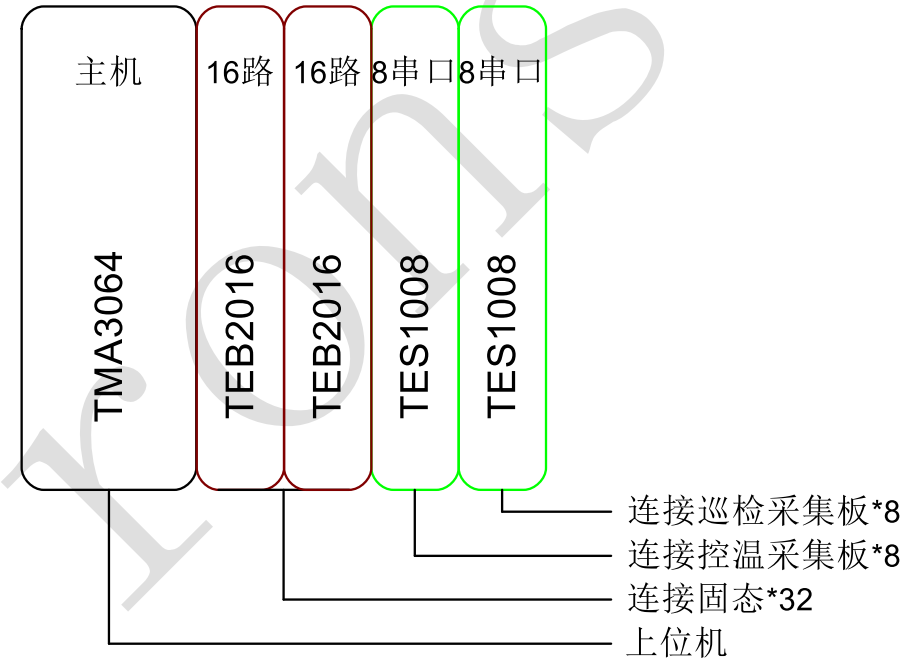 主机
16路
16路
8串口
8串口
TMA3064
TEB2016
TEB2016
TES1008
TES1008
连接巡检采集板*8
连接控温采集板*8
连接固态*32
上位机
rons